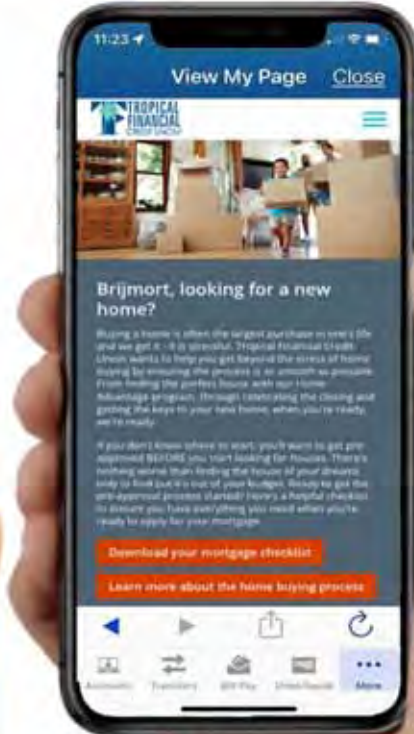 11:23
View My Page Close
TROPICAL
FINANCIAL
CREDIT UNION
Brijmort, looking for a new
home?
Buying a home is often the largest purchase in one's life
and we get it - it is stressful. Tropical Financial Credit
Union wants to help you get beyond the stress of home
buying by ensuring the process is as smooth as possible.
From finding the perfect house with our Home
Advantage program, through celebrating the closing and
getting the keys to your new home, when you're ready,
we're ready.
If you don't know where to start, you'll want to get pre-
approved BEFORE you start looking for houses. There's
nothing worse than finding the house of your dreams
only to find out it's out of your budget. Ready to get the
pre-approval process started? Here's a helpful checklist
to ensure you have everything you need when you're
ready to apply for your mortgage.
Download your mortgage checklist
Learn more about the home buying process
Accounts Transfers Bill Pay More